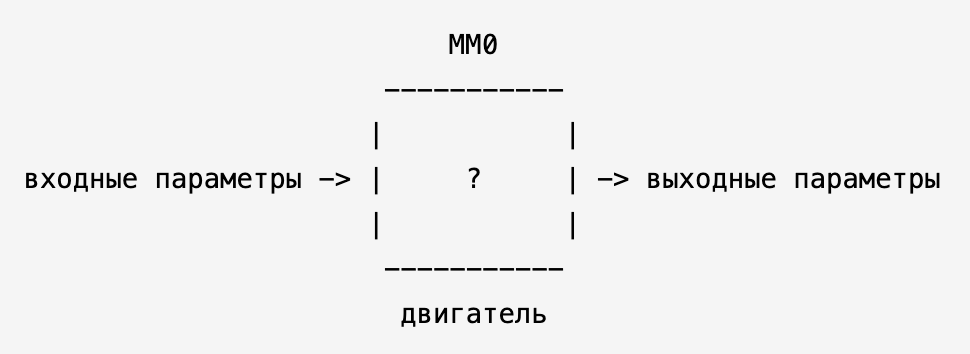 ММ0
-----------
|           |
входные параметры -> |     ?     | -> выходные параметры
|           |
-----------
двигатель